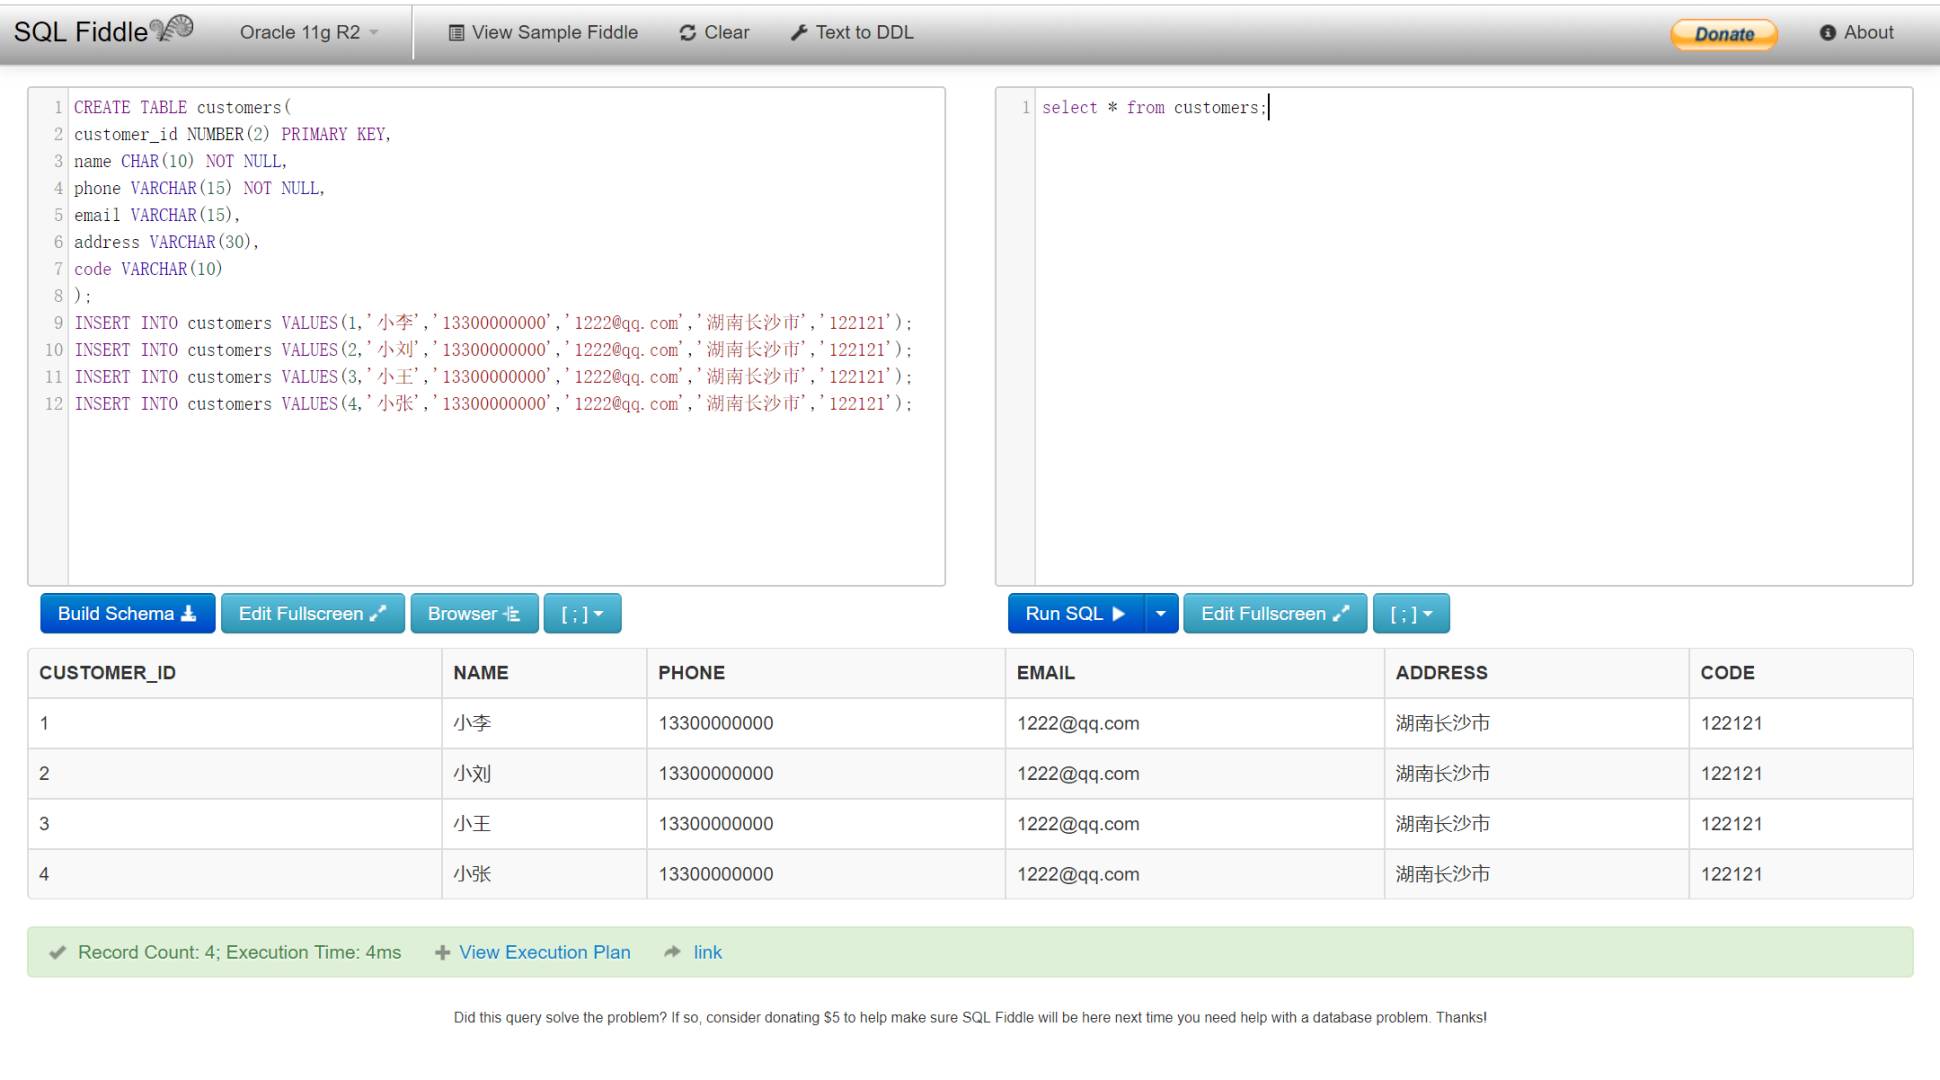 SQL Fiddle Oracle 11g R2 View Sample Fiddle Clear Text to DDL Donate About
1 CREATE TABLE customers(
2 customer_id NUMBER(2) PRIMARY KEY,
3 name CHAR(10) NOT NULL,
4 phone VARCHAR(15) NOT NULL,
5 email VARCHAR(15),
6 address VARCHAR(30),
7 code VARCHAR(10)
8 );
9 INSERT INTO customers VALUES(1,'小李','13300000000','1222@qq.com','湖南长沙市','122121');
10 INSERT INTO customers VALUES(2,'小刘','13300000000','1222@qq.com','湖南长沙市','122121');
11 INSERT INTO customers VALUES(3,'小王','13300000000','1222@qq.com','湖南长沙市','122121');
12 INSERT INTO customers VALUES(4,'小张','13300000000','1222@qq.com','湖南长沙市','122121');
1 select * from customers;
Build Schema Edit Fullscreen Browser [ ; ]
Run SQL Edit Fullscreen [ ; ]
CUSTOMER_ID NAME PHONE EMAIL ADDRESS CODE
1 小李 13300000000 1222@qq.com 湖南长沙市 122121
2 小刘 13300000000 1222@qq.com 湖南长沙市 122121
3 小王 13300000000 1222@qq.com 湖南长沙市 122121
4 小张 13300000000 1222@qq.com 湖南长沙市 122121
Record Count: 4; Execution Time: 4ms View Execution Plan link
Did this query solve the problem? If so, consider donating $5 to help make sure SQL Fiddle will be here next time you need help with a database problem. Thanks!